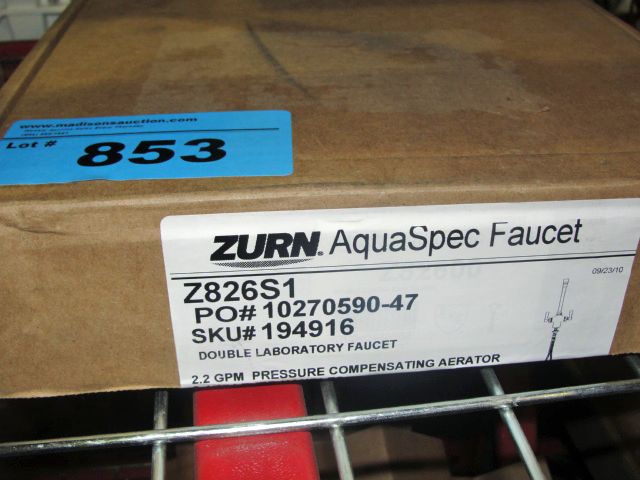 www.madisonsauction.com
Lot # 853
ZURN. AquaSpec Faucet
09/23/10
Z826S1
PO# 10270590-47
SKU# 194916
DOUBLE LABORATORY FAUCET
2.2 GPM PRESSURE COMPENSATING AERATOR